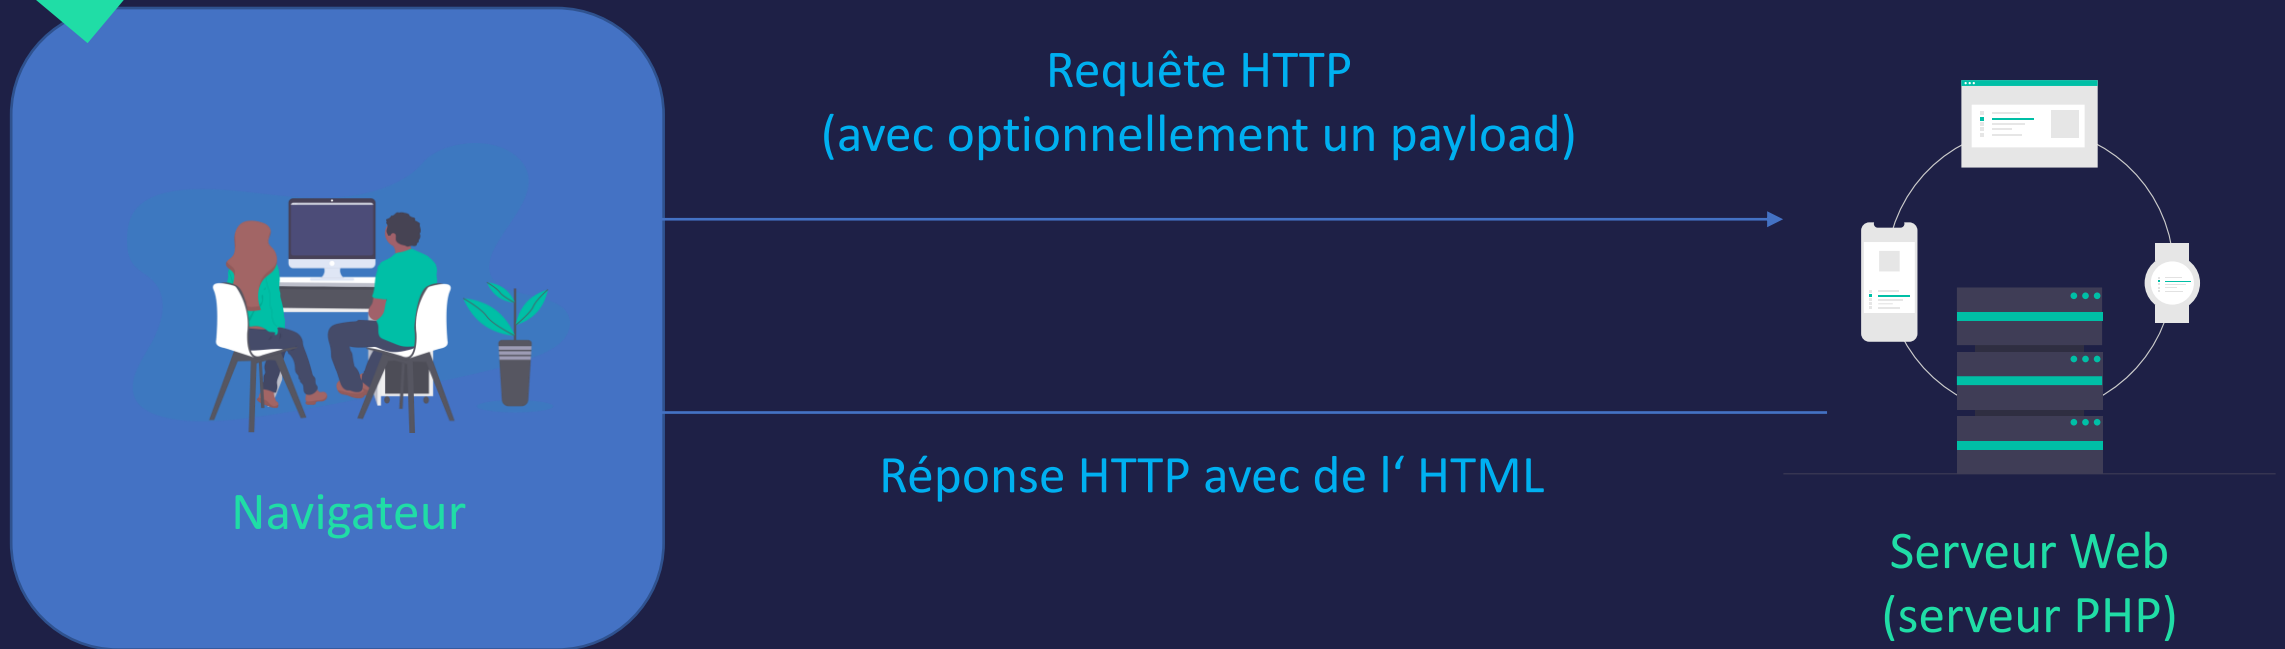 Requête HTTP
(avec optionnellement un payload)
Réponse HTTP avec de l‘ HTML
Navigateur
Serveur Web
(serveur PHP)